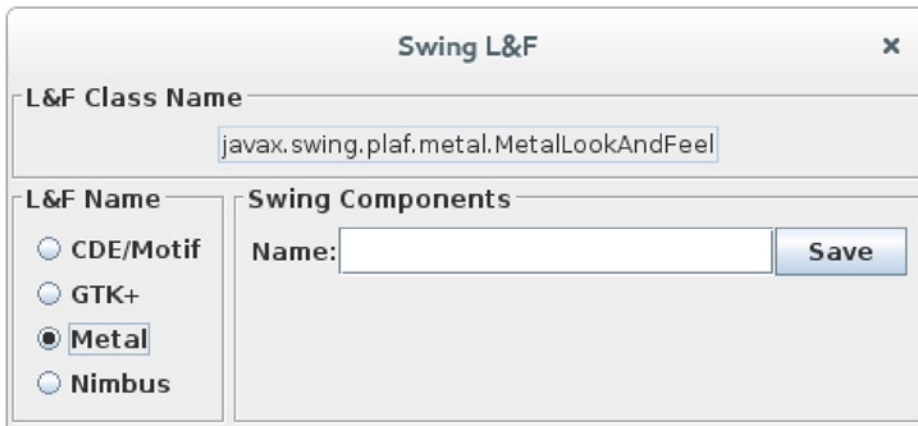 Swing L&F ×
L&F Class Name
javax.swing.plaf.metal.MetalLookAndFeel
L&F Name
CDE/Motif
GTK+
Metal
Nimbus
Swing Components
Name: Save